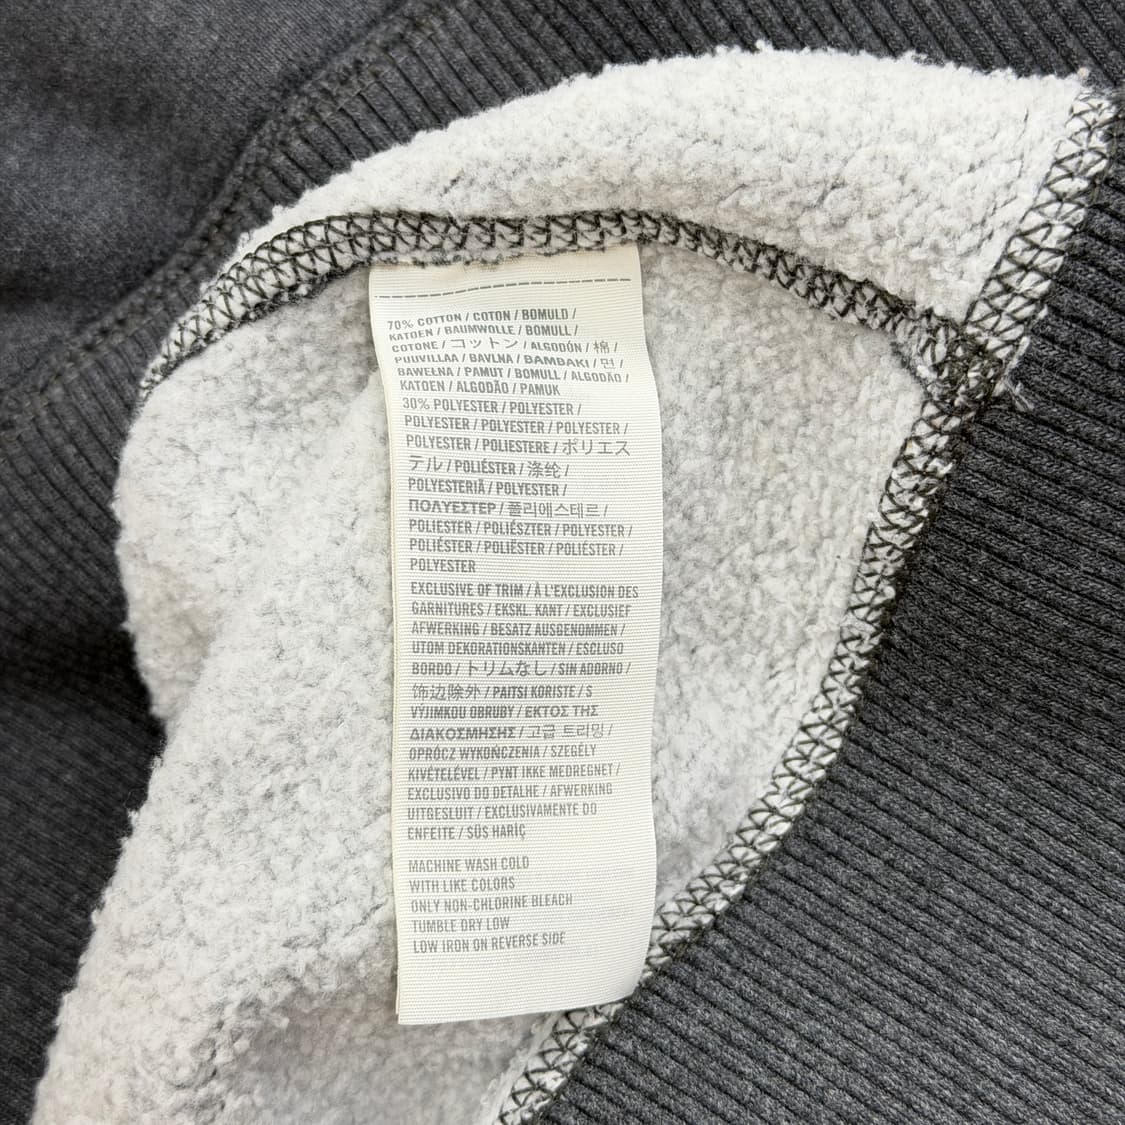 70% COTTON / COTON / BOMULD /
KATOEN / BAUMWOLLE / BOMULL /
COTONE / コットン / ALGODÓN / 棉 /
PUUVILLAA / BAVLNA / BAMBAKI / 면 /
BAWEŁNA / PAMUT / BOMULL / ALGODÃO /
KATOEN / ALGODÃO / PAMUK
30% POLYESTER / POLYESTER /
POLYESTER / POLYESTER / POLYESTER /
POLYESTER / POLIESTERE / ポリエス
テル / POLIÉSTER / 涤纶 /
POLYESTERIÄ / POLYESTER /
ΠΟΛΥΕΣΤΕΡ / 폴리에스테르 /
POLIESTER / POLIÉSZTER / POLYESTER /
POLIÉSTER / POLIËSTER / POLIÉSTER /
POLYESTER
EXCLUSIVE OF TRIM / À L'EXCLUSION DES
GARNITURES / EKSKL. KANT / EXCLUSIEF
AFWERKING / BESATZ AUSGENOMMEN /
UTOM DEKORATIONSKANTEN / ESCLUSO
BORDO / トリムなし / SIN ADORNO /
饰边除外 / PAITSI KORISTE / S
VÝJIMKOU OBRUBY / ΕΚΤΟΣ ΤΗΣ
ΔΙΑΚΟΣΜΗΣΗΣ / 고급 트리밍 /
OPRÓCZ WYKOŃCZENIA / SZEGÉLY
KIVÉTELÉVEL / PYNT IKKE MEDREGNET /
EXCLUSIVO DO DETALHE / AFWERKING
UITGESLUIT / EXCLUSIVAMENTE DO
ENFEITE / SÜS HARİÇ
MACHINE WASH COLD
WITH LIKE COLORS
ONLY NON-CHLORINE BLEACH
TUMBLE DRY LOW
LOW IRON ON REVERSE SIDE